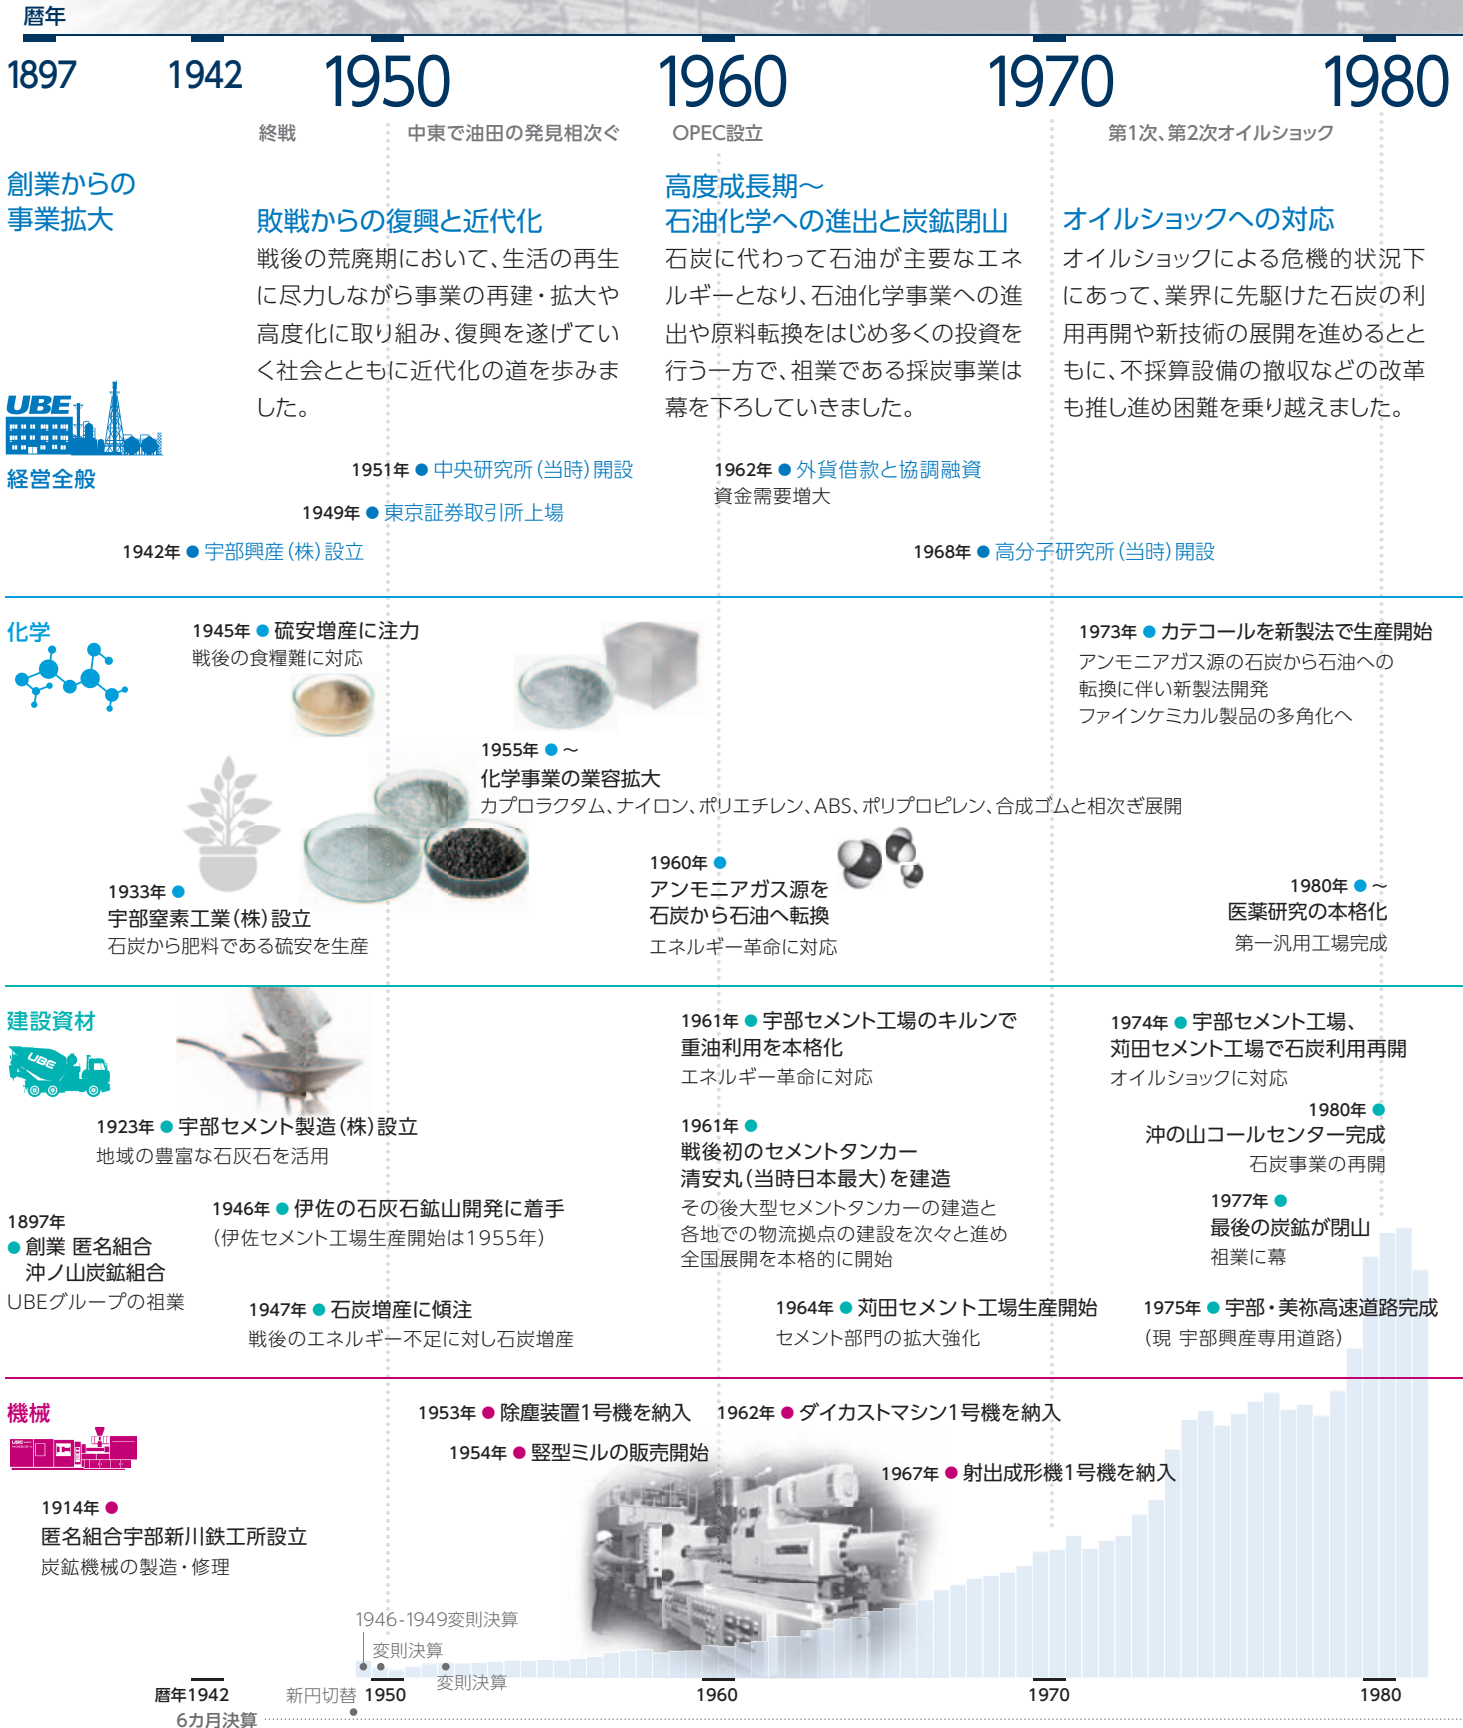 暦年
1897
1942
1950
1960
1970
1980
終戦
中東で油田の発見相次ぐ
OPEC設立
第1次、第2次オイルショック
創業からの
事業拡大
敗戦からの復興と近代化
戦後の荒廃期において、生活の再生
に尽力しながら事業の再建・拡大や
高度化に取り組み、復興を遂げてい
く社会とともに近代化の道を歩みま
した。
高度成長期～
石油化学への進出と炭鉱閉山
石炭に代わって石油が主要なエネ
ルギーとなり、石油化学事業への進
出や原料転換をはじめ多くの投資を
行う一方で、祖業である採炭事業は
幕を下ろしていきました。
オイルショックへの対応
オイルショックによる危機的状況下
にあって、業界に先駆けた石炭の利
用再開や新技術の展開を進めるとと
もに、不採算設備の撤収などの改革
も推し進め困難を乗り越えました。
UBE
経営全般
1951年 ● 中央研究所（当時）開設
1949年 ● 東京証券取引所上場
1942年 ● 宇部興産（株）設立
1962年 ● 外貨借款と協調融資
資金需要増大
1968年 ● 高分子研究所（当時）開設
化学
1945年 ● 硫安増産に注力
戦後の食糧難に対応
1955年 ● ～
化学事業の業容拡大
カプロラクタム、ナイロン、ポリエチレン、ABS、ポリプロピレン、合成ゴムと相次ぎ展開
1933年 ●
宇部窒素工業（株）設立
石炭から肥料である硫安を生産
1960年 ●
アンモニアガス源を
石炭から石油へ転換
エネルギー革命に対応
1973年 ● カテコールを新製法で生産開始
アンモニアガス源の石炭から石油への
転換に伴い新製法開発
ファインケミカル製品の多角化へ
1980年 ● ～
医薬研究の本格化
第一汎用工場完成
建設資材
UBE
1923年 ● 宇部セメント製造（株）設立
地域の豊富な石灰石を活用
1897年
● 創業 匿名組合
沖ノ山炭鉱組合
UBEグループの祖業
1946年 ● 伊佐の石灰石鉱山開発に着手
（伊佐セメント工場生産開始は1955年）
1947年 ● 石炭増産に傾注
戦後のエネルギー不足に対し石炭増産
1961年 ● 宇部セメント工場のキルンで
重油利用を本格化
エネルギー革命に対応
1961年 ●
戦後初のセメントタンカー
清安丸（当時日本最大）を建造
その後大型セメントタンカーの建造と
各地での物流拠点の建設を次々と進め
全国展開を本格的に開始
1964年 ● 苅田セメント工場生産開始
セメント部門の拡大強化
1974年 ● 宇部セメント工場、
苅田セメント工場で石炭利用再開
オイルショックに対応
1980年 ●
沖の山コールセンター完成
石炭事業の再開
1977年 ●
最後の炭鉱が閉山
祖業に幕
1975年 ● 宇部・美祢高速道路完成
（現 宇部興産専用道路）
機械
1914年 ●
匿名組合宇部新川鉄工所設立
炭鉱機械の製造・修理
1953年 ● 除塵装置1号機を納入
1954年 ● 竪型ミルの販売開始
1962年 ● ダイカストマシン1号機を納入
1967年 ● 射出成形機1号機を納入
1946-1949変則決算
変則決算
変則決算
暦年1942
新円切替
1950
1960
1970
1980
6カ月決算